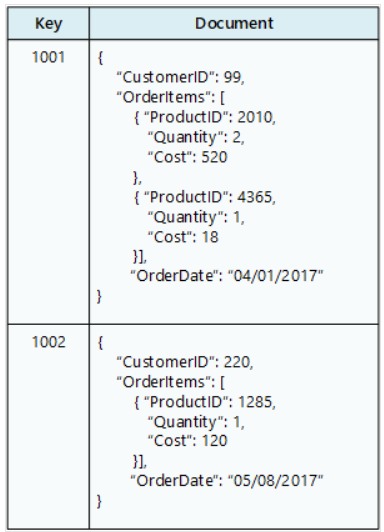 Key Document
1001 {
“CustomerID”: 99,
“OrderItems”: [
{ “ProductID”: 2010,
“Quantity”: 2,
“Cost”: 520
},
{ “ProductID”: 4365,
“Quantity”: 1,
“Cost”: 18
}],
“OrderDate”: “04/01/2017”
}
1002 {
“CustomerID”: 220,
“OrderItems”: [
{ “ProductID”: 1285,
“Quantity”: 1,
“Cost”: 120
}],
“OrderDate”: “05/08/2017”
}